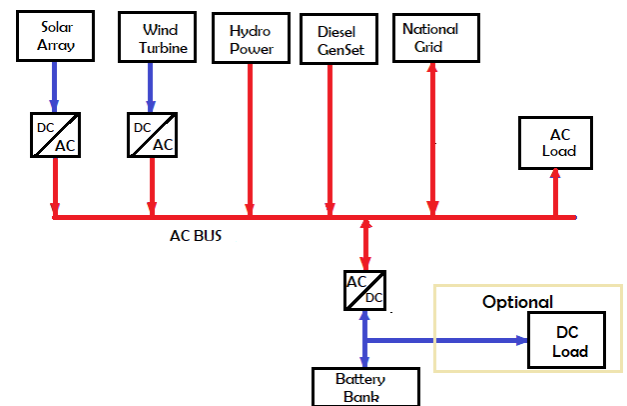 Solar
Array
Wind
Turbine
Hydro
Power
Diesel
GenSet
National
Grid
DC
AC
DC
AC
AC
Load
AC BUS
AC
DC
Optional
DC
Load
Battery
Bank